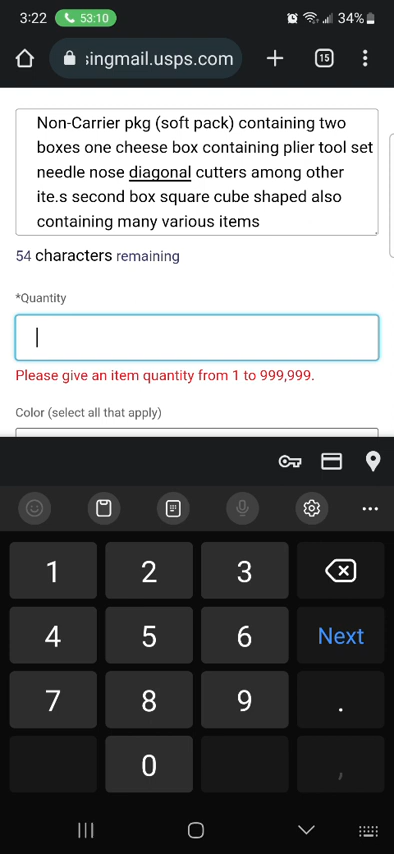 3:22 53:10 34%
singmail.usps.com 15
Non-Carrier pkg (soft pack) containing two
boxes one cheese box containing plier tool set
needle nose diagonal cutters among other
ite.s second box square cube shaped also
containing many various items
54 characters remaining
*Quantity
Please give an item quantity from 1 to 999,999.
Color (select all that apply)
1 2 3
4 5 6 Next
7 8 9 .
0 ,